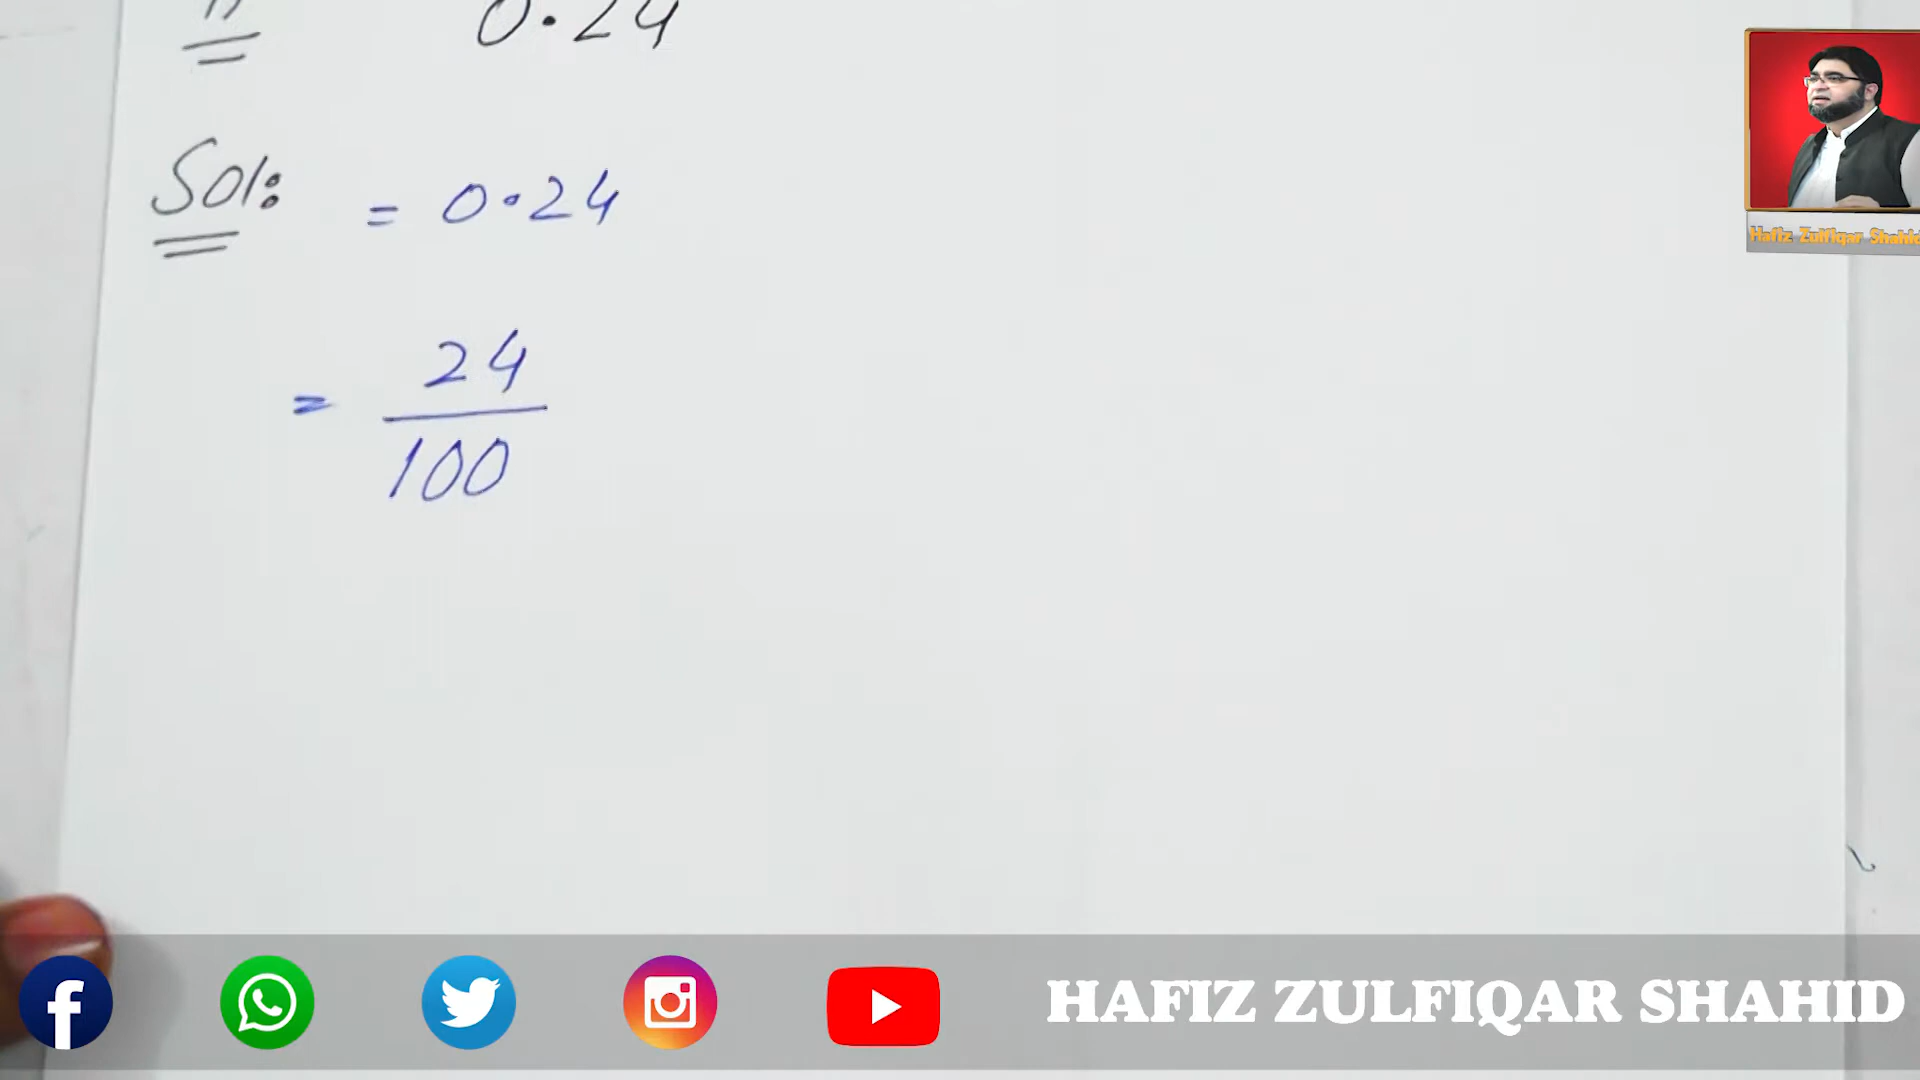 0.24
Sol: = 0.24
= 24
100
Hafiz Zulfiqar Shahid
HAFIZ ZULFIQAR SHAHID